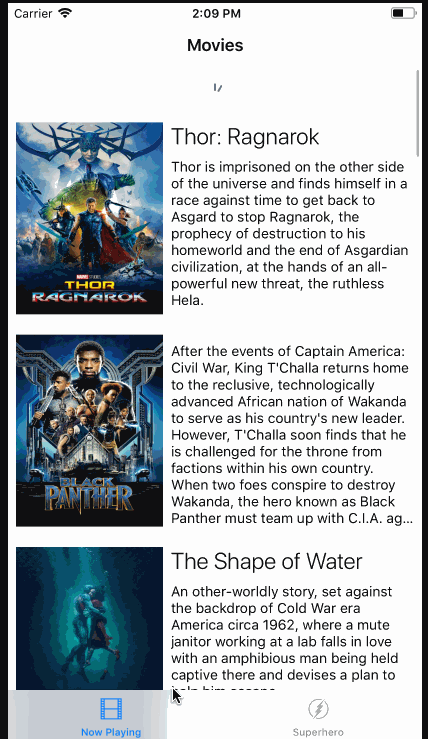 Carrier 2:09 PM
Movies
Thor: Ragnarok
Thor is imprisoned on the other side
of the universe and finds himself in a
race against time to get back to
Asgard to stop Ragnarok, the
prophecy of destruction to his
homeworld and the end of Asgardian
civilization, at the hands of an all-
powerful new threat, the ruthless
Hela.
THOR
RAGNAROK
After the events of Captain America:
Civil War, King T'Challa returns home
to the reclusive, technologically
advanced African nation of Wakanda
to serve as his country's new leader.
However, T'Challa soon finds that he
is challenged for the throne from
factions within his own country.
When two foes conspire to destroy
Wakanda, the hero known as Black
Panther must team up with C.I.A. ag...
BLACK
PANTHER
The Shape of Water
An other-worldly story, set against
the backdrop of Cold War era
America circa 1962, where a mute
janitor working at a lab falls in love
with an amphibious man being held
captive there and devises a plan to
help him escape
Now Playing
Superhero